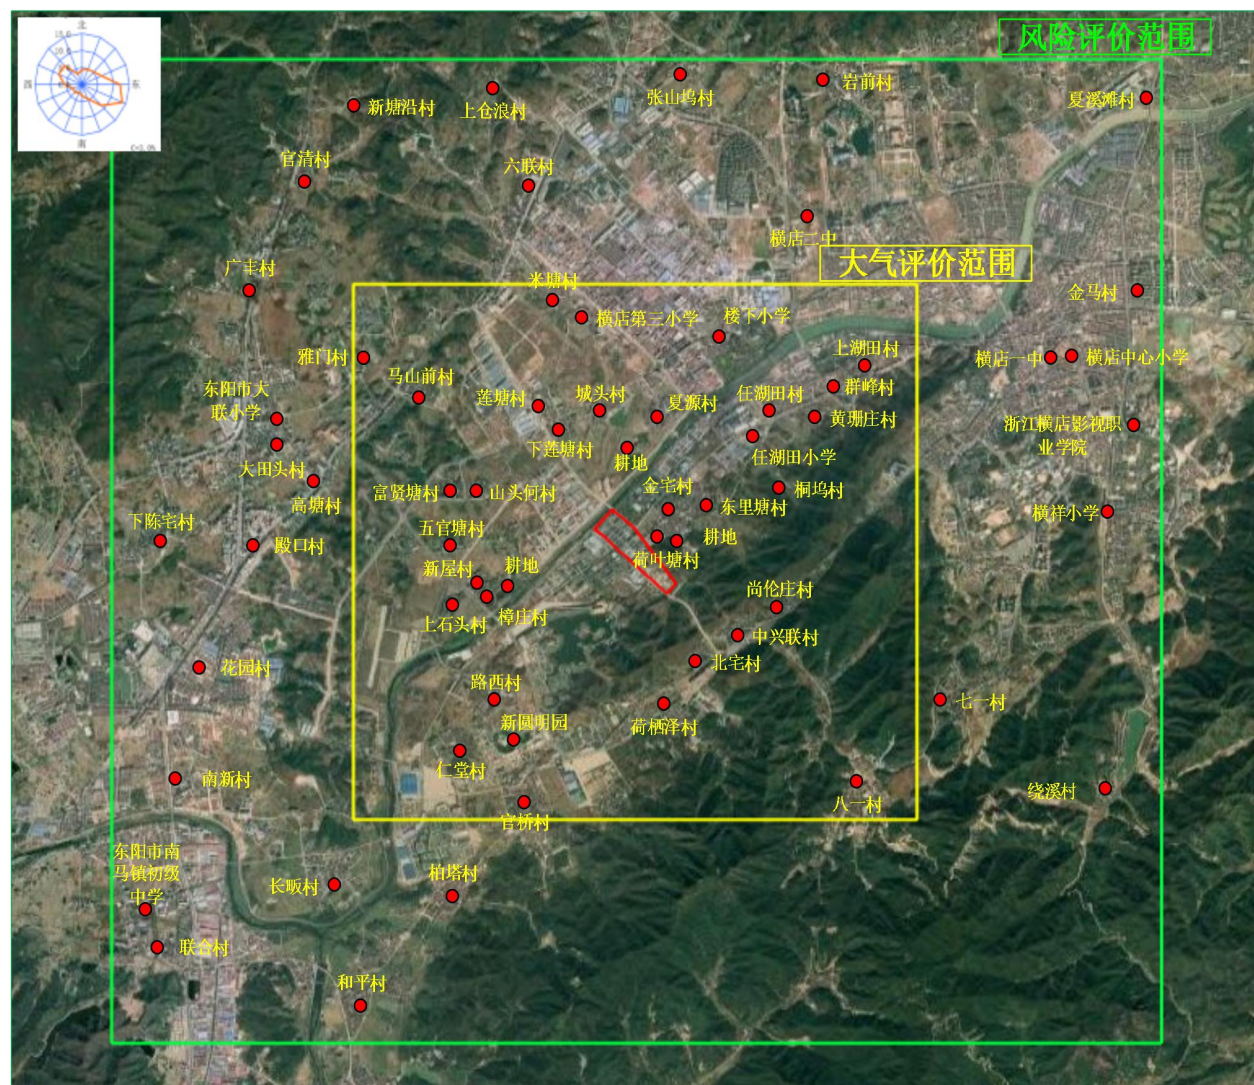 北
风险评价范围
西
东
南
张山坞村
岩前村
夏溪滩村
新塘沿村
上仓浪村
官清村
六联村
横店二中
大气评价范围
广丰村
米塘村
金马村
横店第三小学
楼下小学
雅门村
上湖田村
横店一中
横店中心小学
马山前村
群峰村
东阳市大
联小学
莲塘村
城头村
夏源村
任湖田村
黄珊庄村
浙江横店影视职
业学院
下莲塘村
任湖田小学
耕地
大田头村
高塘村
富贤塘村
山头何村
金宅村
桐坞村
东里塘村
横祥小学
下陈宅村
殿口村
五官塘村
耕地
荷叶塘村
新屋村
耕地
尚伦庄村
上石头村
樟庄村
中兴联村
花园村
北宅村
路西村
七一村
新圆明园
荷栖泽村
仁堂村
南新村
八一村
绕溪村
官桥村
东阳市南
马镇初级
中学
长畈村
柏塔村
联合村
和平村